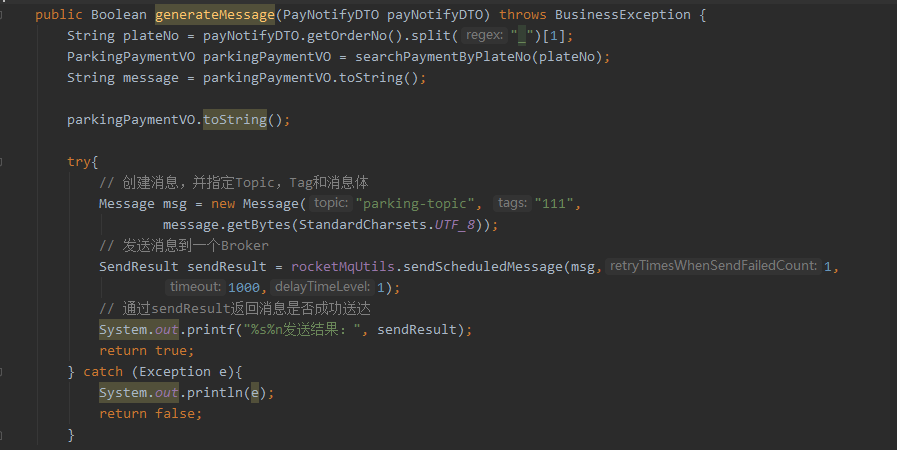 public Boolean generateMessage(PayNotifyDTO payNotifyDTO) throws BusinessException {
String plateNo = payNotifyDTO.getOrderNo().split( regex: "_")[1];
ParkingPaymentVO parkingPaymentVO = searchPaymentByPlateNo(plateNo);
String message = parkingPaymentVO.toString();
parkingPaymentVO.toString();
try{
// 创建消息，并指定Topic，Tag和消息体
Message msg = new Message( topic: "parking-topic", tags: "111",
message.getBytes(StandardCharsets.UTF_8));
// 发送消息到一个Broker
SendResult sendResult = rocketMqUtils.sendScheduledMessage(msg, retryTimesWhenSendFailedCount: 1,
timeout: 1000, delayTimeLevel: 1);
// 通过sendResult返回消息是否成功送达
System.out.printf("%s%n发送结果：", sendResult);
return true;
} catch (Exception e){
System.out.println(e);
return false;
}